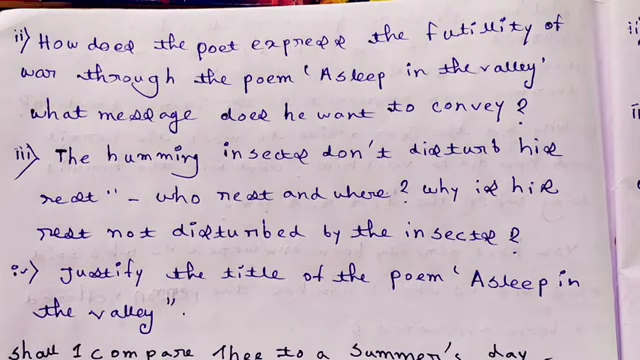 ii) How does the poet express the futillity of
war through the poem 'Asleep in the valley'
what message does he want to convey?
iii) The humming insects don't disturb his
rest" - who rest and where? why is his
rest not disturbed by the insects?
iv) Justify the title of the poem 'Asleep in
the valley".
shall I compare Thee to a Summer's day